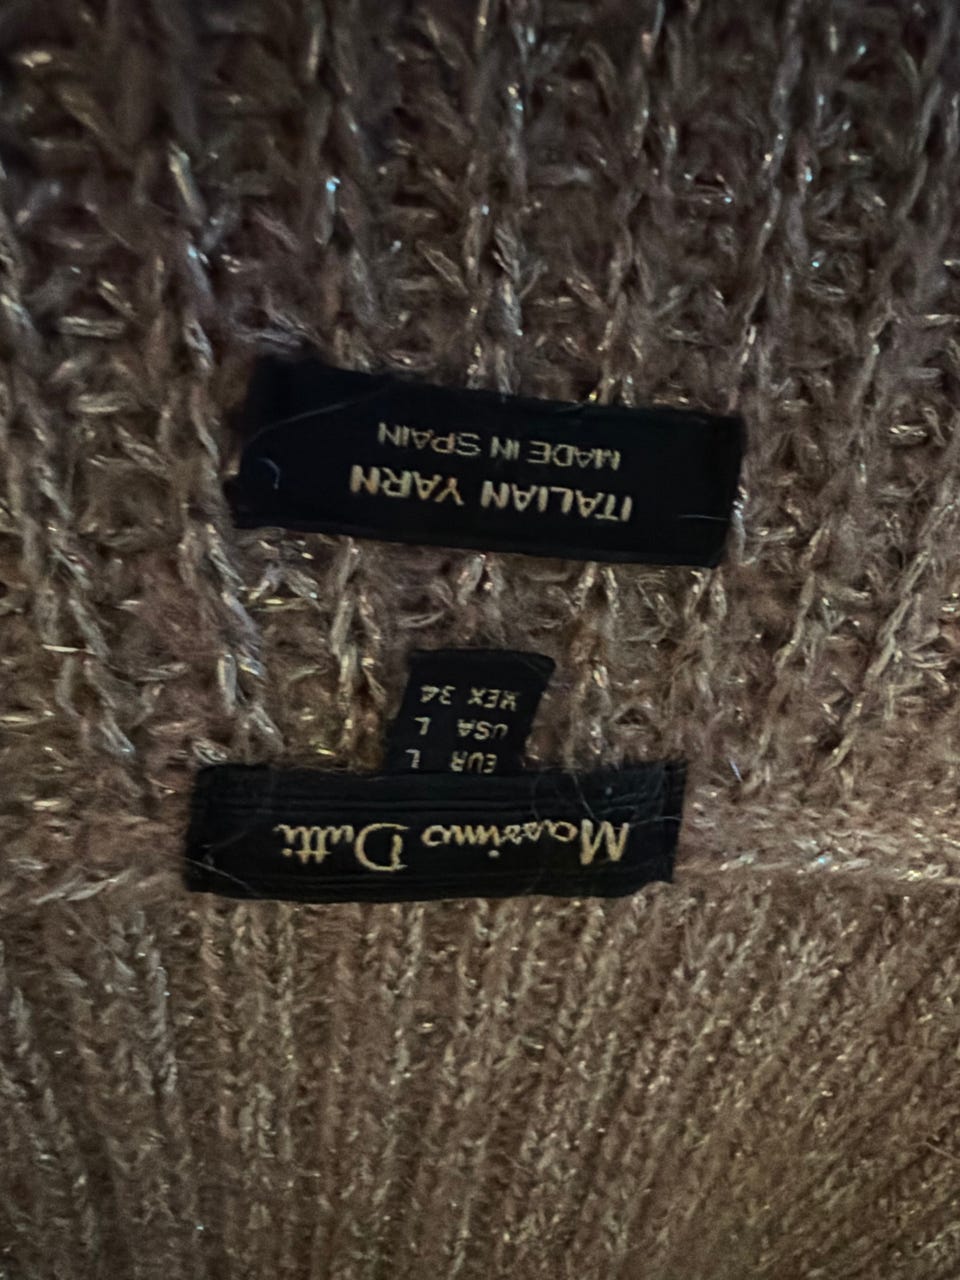 Massimo Dutti
EUR L
USA L
MEX 34
ITALIAN YARN
MADE IN SPAIN